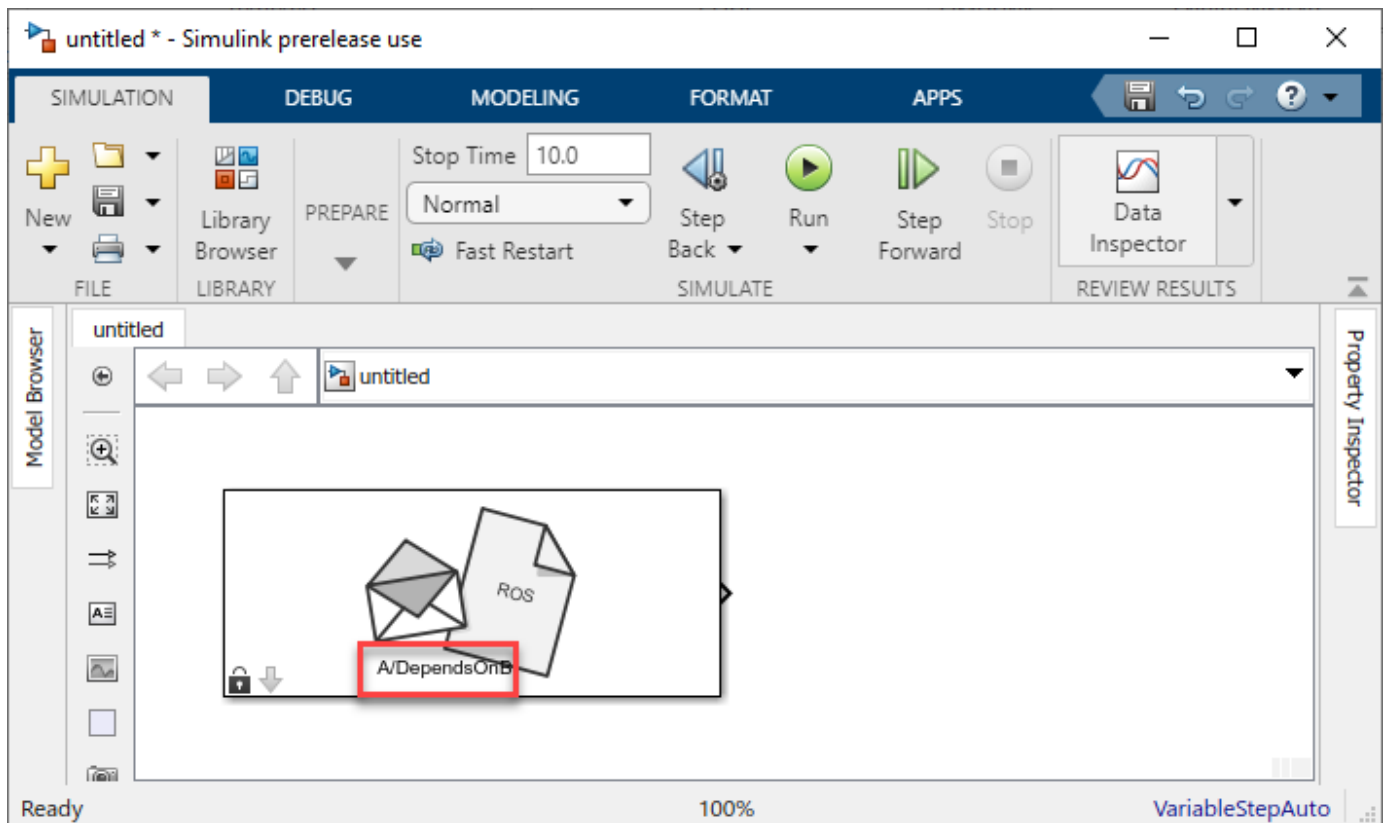 untitled * - Simulink prerelease use
SIMULATION DEBUG MODELING FORMAT APPS
New
FILE
Library
Browser
LIBRARY
PREPARE
Stop Time 10.0
Normal
Fast Restart
Step
Back
Run
Step
Forward
Stop
SIMULATE
Data
Inspector
REVIEW RESULTS
Model Browser
untitled
untitled
Property Inspector
ROS
A/DependsOnB
Ready 100% VariableStepAuto